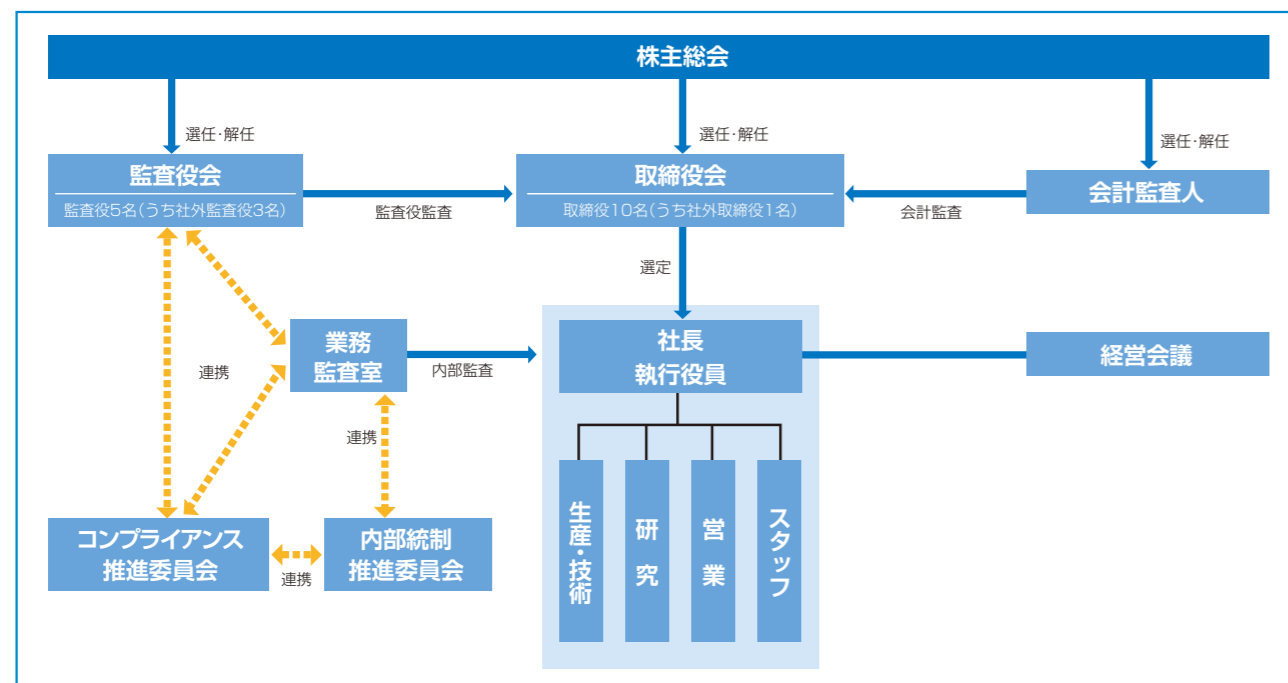 株主総会
選任・解任
選任・解任
選任・解任
監査役会
監査役5名(うち社外監査役3名)
監査役監査
取締役会
取締役10名(うち社外取締役1名)
会計監査
会計監査人
選定
業務
監査室
内部監査
社長
執行役員
経営会議
連携
連携
生産・技術
研究
営業
スタッフ
コンプライアンス
推進委員会
連携
内部統制
推進委員会